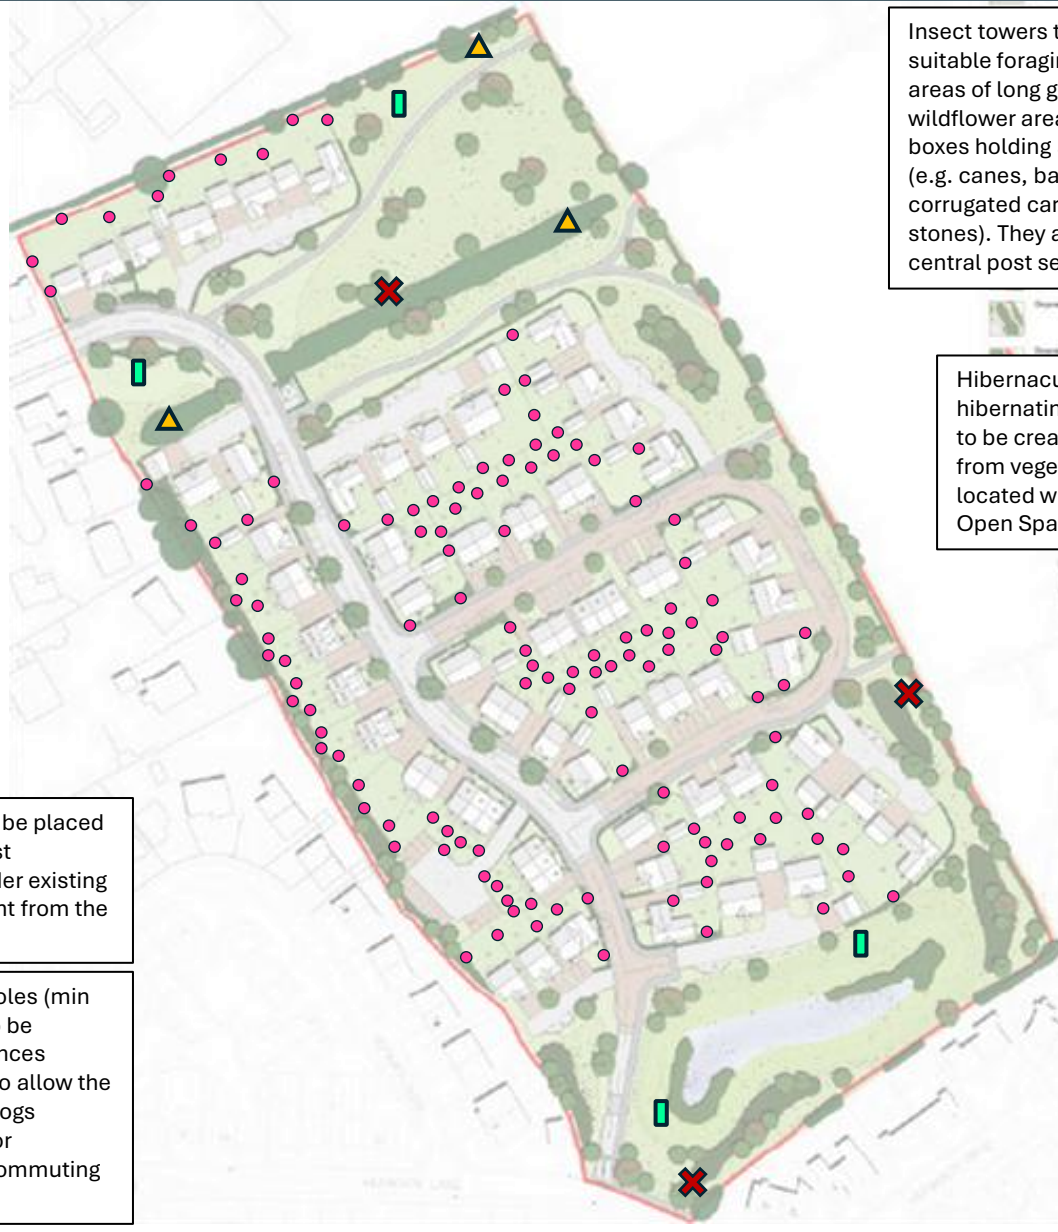 Insect towers t
suitable foragin
areas of long g
wildflower area
boxes holding
(e.g. canes, ba
corrugated car
stones). They a
central post se
Hibernacu
hibernatin
to be crea
from vege
located w
Open Spa
be placed
st
der existing
nt from the
oles (min
be
nces
o allow the
ogs
or
ommuting